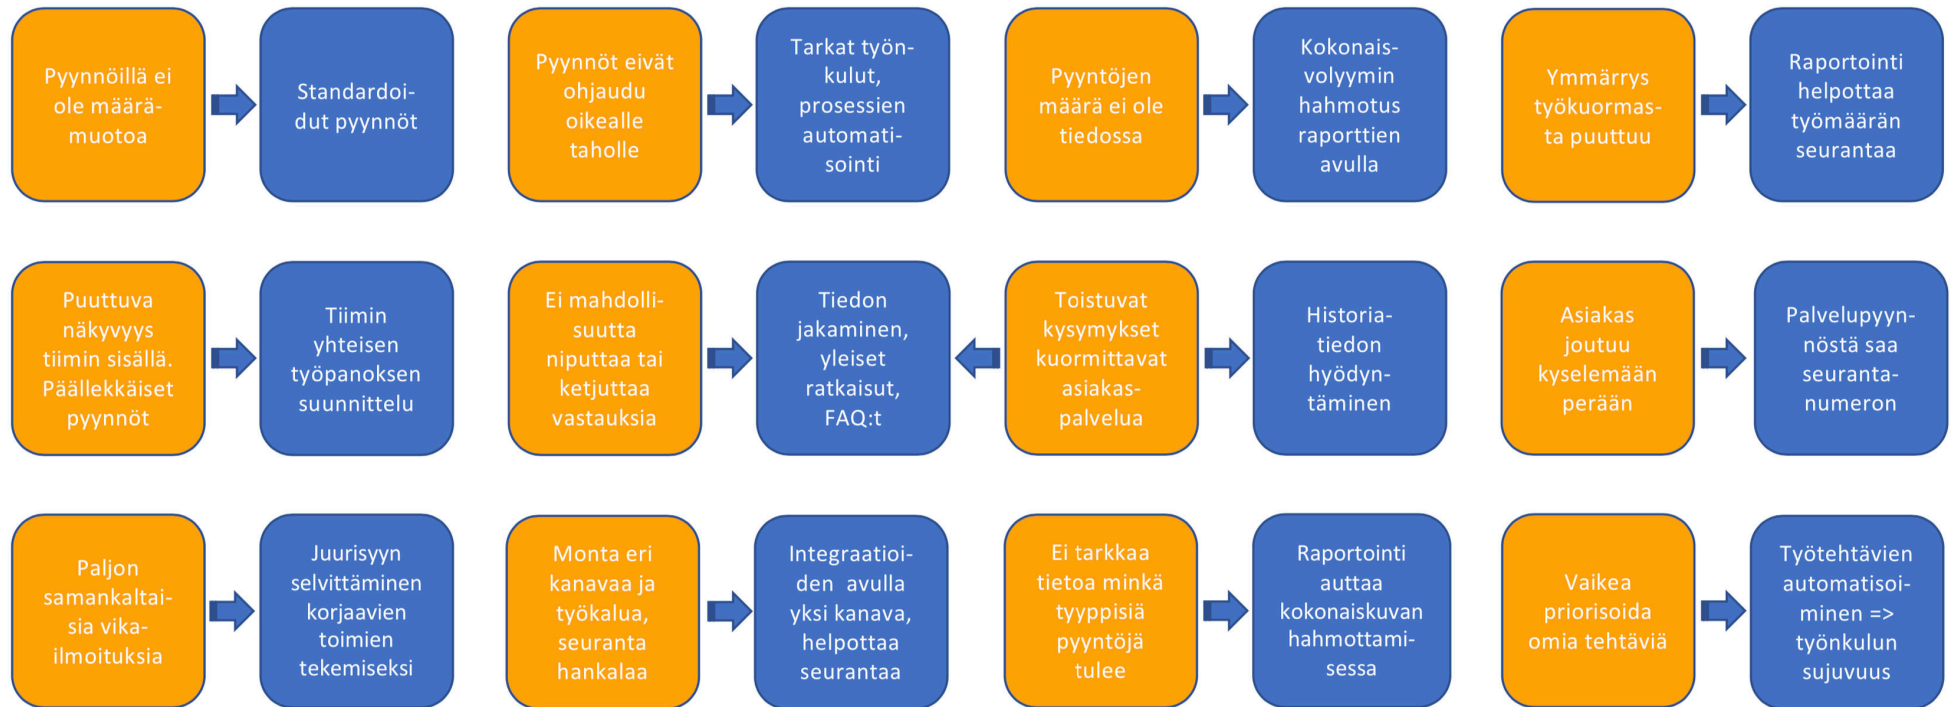 Pyynnöillä ei
ole määrä-
muotoa
Standardoi-
dut pyynnöt
Pyynnöt eivät
ohjaudu
oikealle
taholle
Tarkat työn-
kulut,
prosessien
automati-
sointi
Pyyntöjen
määrä ei ole
tiedossa
Kokonais-
volyymin
hahmotus
raporttien
avulla
Ymmärrys
työkuormas-
ta puuttuu
Raportointi
helpottaa
työmäärän
seurantaa
Puuttuva
näkyvyys
tiimin sisällä.
Päällekkäiset
pyynnöt
Tiimin
yhteisen
työpanoksen
suunnittelu
Ei mahdolli-
suutta
niputtaa tai
ketjuttaa
vastauksia
Tiedon
jakaminen,
yleiset
ratkaisut,
FAQ:t
Toistuvat
kysymykset
kuormittavat
asiakas-
palvelua
Historia-
tiedon
hyödyn-
täminen
Asiakas
joutuu
kyselemään
perään
Palvelupyyn-
nöstä saa
seuranta-
numeron
Paljon
samankaltai-
sia vika-
ilmoituksia
Juurisyyn
selvittäminen
korjaavien
toimien
tekemiseksi
Monta eri
kanavaa ja
työkalua,
seuranta
hankalaa
Integraatioi-
den avulla
yksi kanava,
helpottaa
seurantaa
Ei tarkkaa
tietoa minkä
tyyppisiä
pyyntöjä
tulee
Raportointi
auttaa
kokonaiskuvan
hahmottami-
sessa
Vaikea
priorisoida
omia tehtäviä
Työtehtävien
automatisoi-
minen =>
työnkulun
sujuvuus